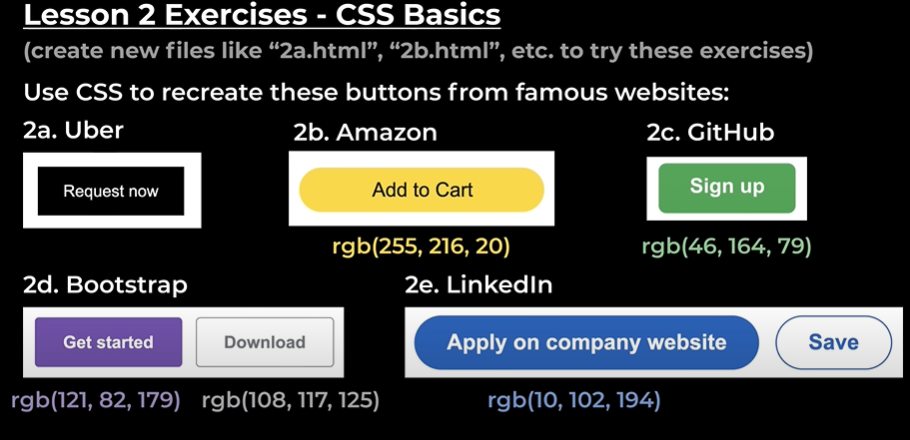 Lesson 2 Exercises - CSS Basics
(create new files like “2a.html”, “2b.html”, etc. to try these exercises)
Use CSS to recreate these buttons from famous websites:
2a. Uber
2b. Amazon
2c. GitHub
Request now
Add to Cart
Sign up
rgb(255, 216, 20)
rgb(46, 164, 79)
2d. Bootstrap
2e. LinkedIn
Get started
Download
Apply on company website
Save
rgb(121, 82, 179)
rgb(108, 117, 125)
rgb(10, 102, 194)